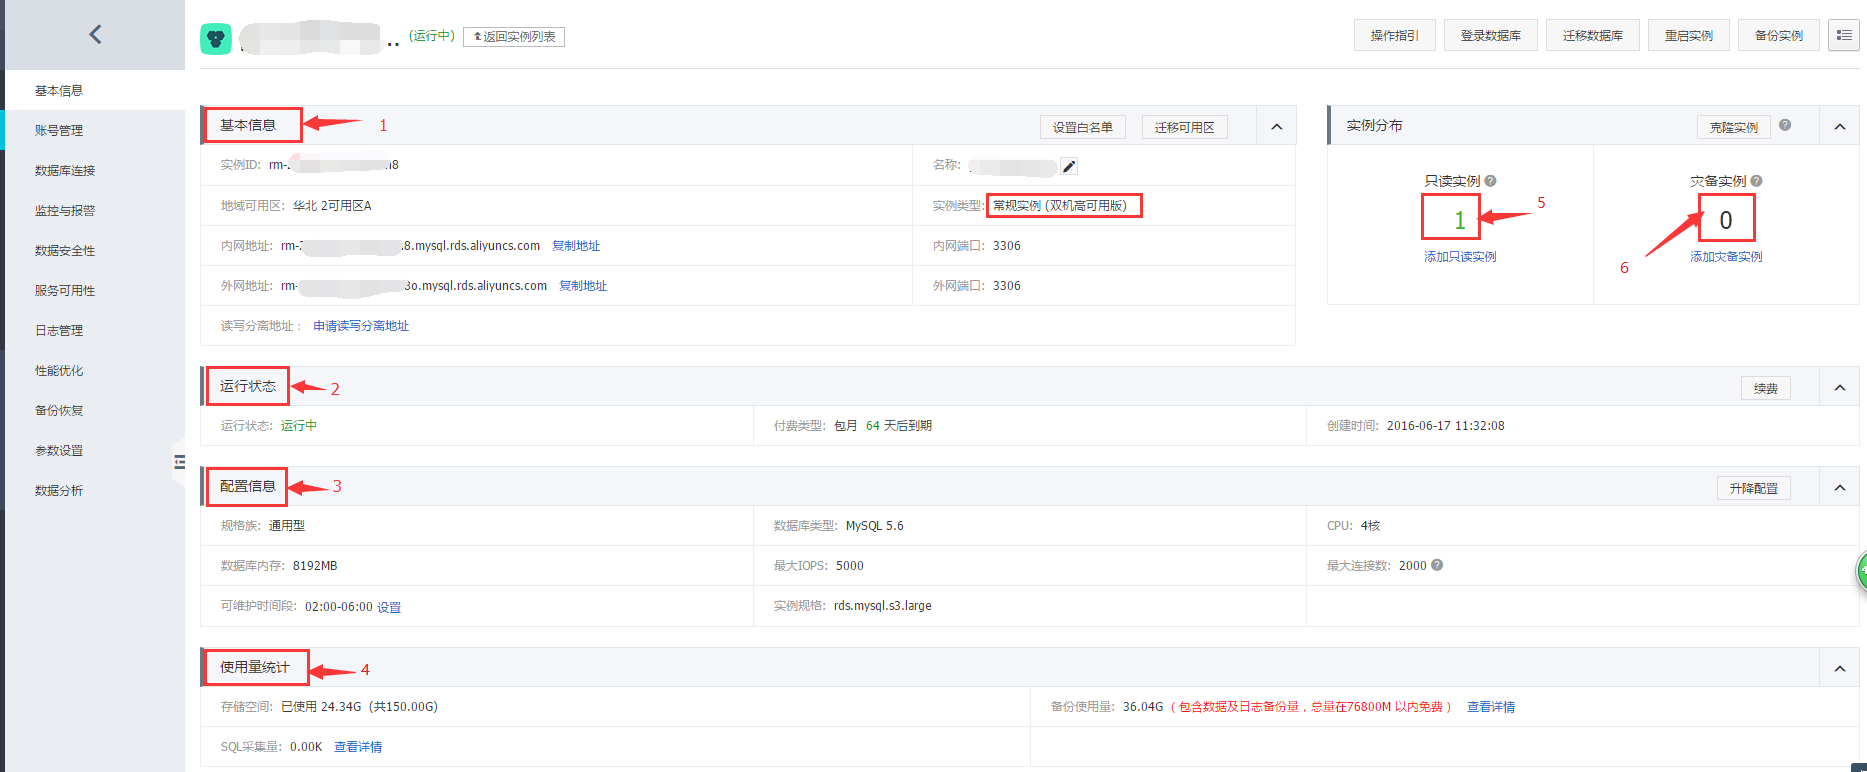 .. (运行中) 返回实例列表
操作指引 登录数据库 迁移数据库 重启实例 备份实例
基本信息
账号管理
数据库连接
监控与报警
数据安全性
服务可用性
日志管理
性能优化
备份恢复
参数设置
数据分析
基本信息 1 设置白名单 迁移可用区
实例ID: rm- 8 名称:
地域可用区: 华北 2可用区A 实例类型: 常规实例 (双机高可用版)
内网地址: rm- .8.mysql.rds.aliyuncs.com 复制地址 内网端口: 3306
外网地址: rm- 3o.mysql.rds.aliyuncs.com 复制地址 外网端口: 3306
读写分离地址： 申请读写分离地址
实例分布 克隆实例
只读实例 灾备实例
1 5 0 6
添加只读实例 添加灾备实例
运行状态 2 续费
运行状态: 运行中 付费类型: 包月 64 天后到期 创建时间: 2016-06-17 11:32:08
配置信息 3 升降配置
规格族: 通用型 数据库类型: MySQL 5.6 CPU: 4核
数据库内存: 8192MB 最大IOPS: 5000 最大连接数: 2000
可维护时间段: 02:00-06:00 设置 实例规格: rds.mysql.s3.large
使用量统计 4
存储空间: 已使用 24.34G（共150.00G） 备份使用量: 36.04G（包含数据及日志备份量，总量在76800M 以内免费） 查看详情
SQL采集量: 0.00K 查看详情